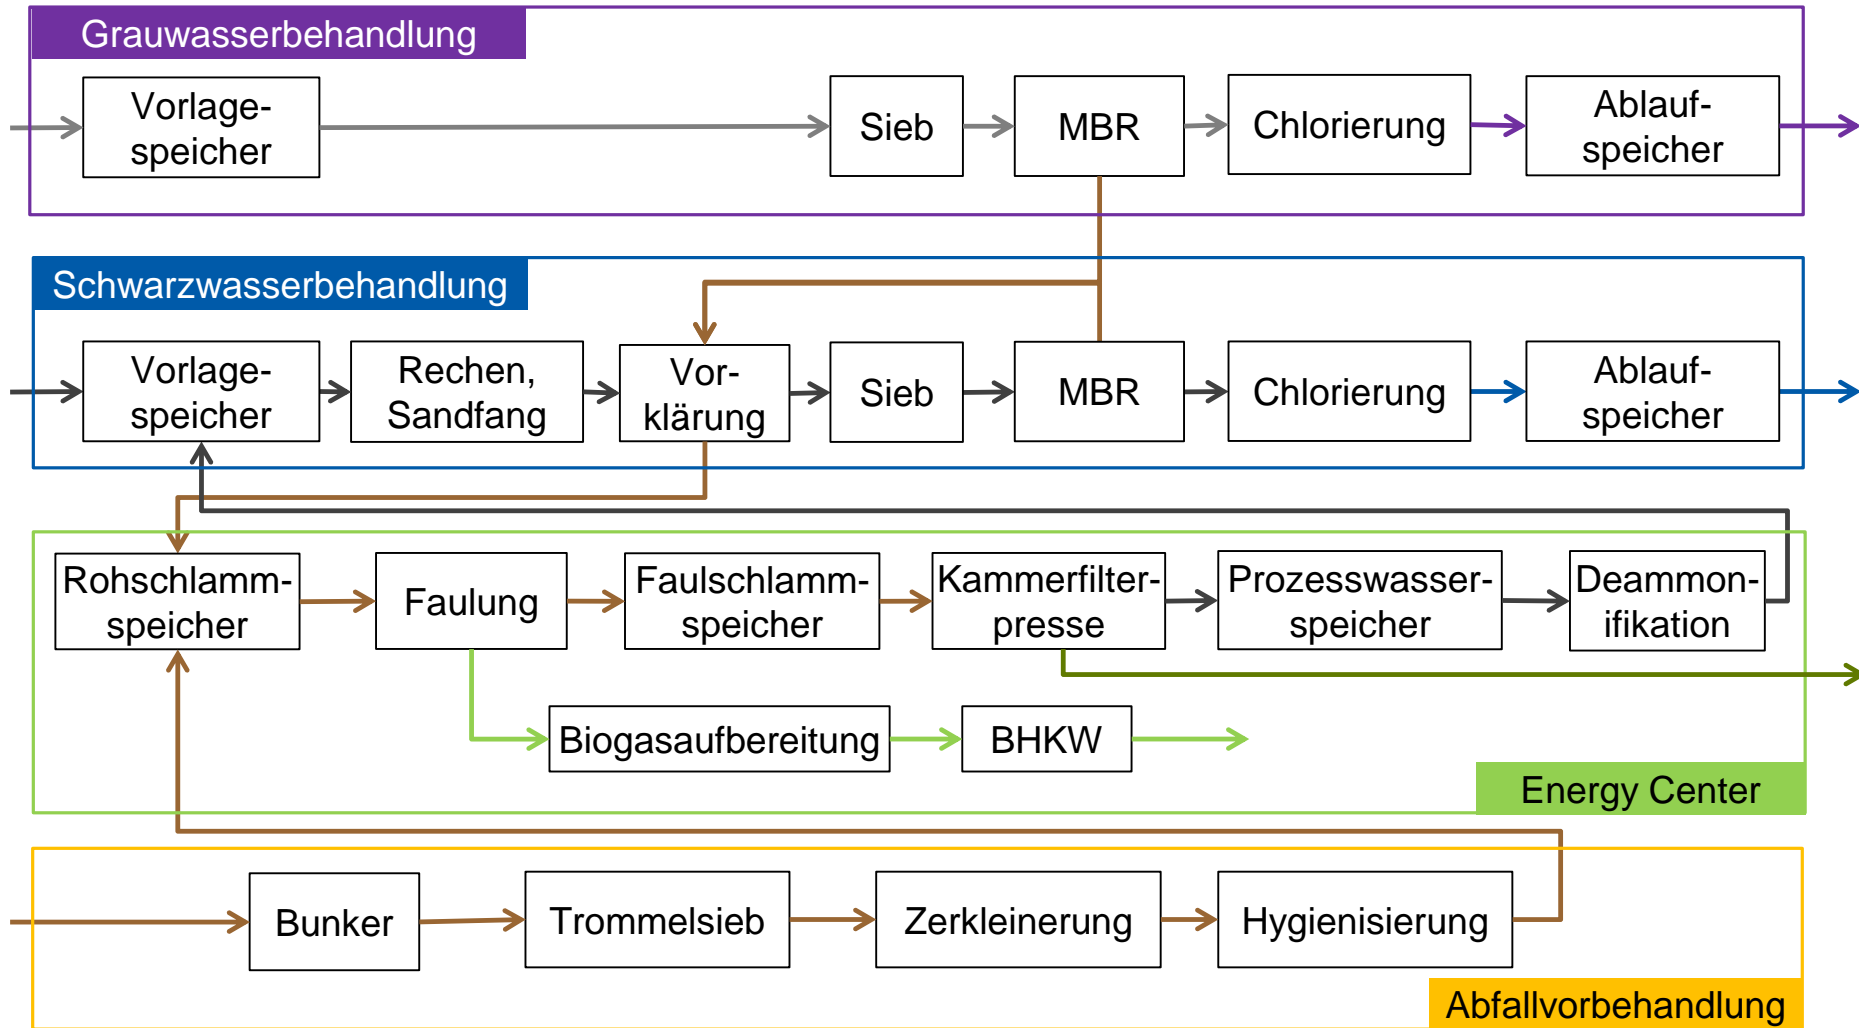 Grauwasserbehandlung
Vorlage-
speicher
Sieb
MBR
Chlorierung
Ablauf-
speicher
Schwarzwasserbehandlung
Vorlage-
speicher
Rechen,
Sandfang
Vor-
klärung
Sieb
MBR
Chlorierung
Ablauf-
speicher
Rohschlamm-
speicher
Faulung
Faulschlamm-
speicher
Kammerfilter-
presse
Prozesswasser-
speicher
Deammon-
ifikation
Biogasaufbereitung
BHKW
Energy Center
Bunker
Trommelsieb
Zerkleinerung
Hygienisierung
Abfallvorbehandlung